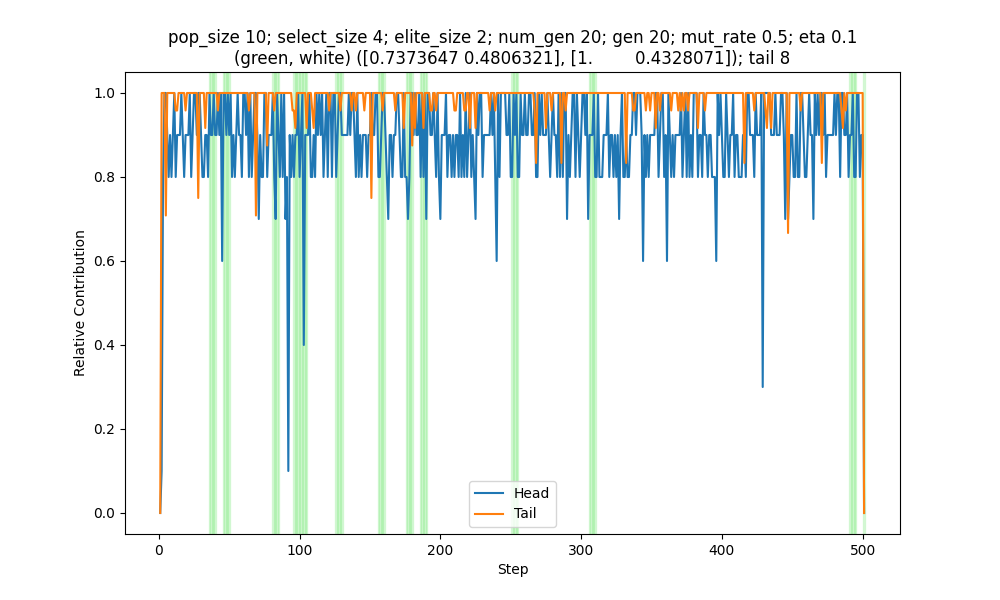 pop_size 10; select_size 4; elite_size 2; num_gen 20; gen 20; mut_rate 0.5; eta 0.1
(green, white) ([0.7373647 0.4806321], [1.        0.4328071]); tail 8
1.0
0.8
0.6
0.4
0.2
0.0
Relative Contribution
Head
Tail
0
100
200
300
400
500
Step